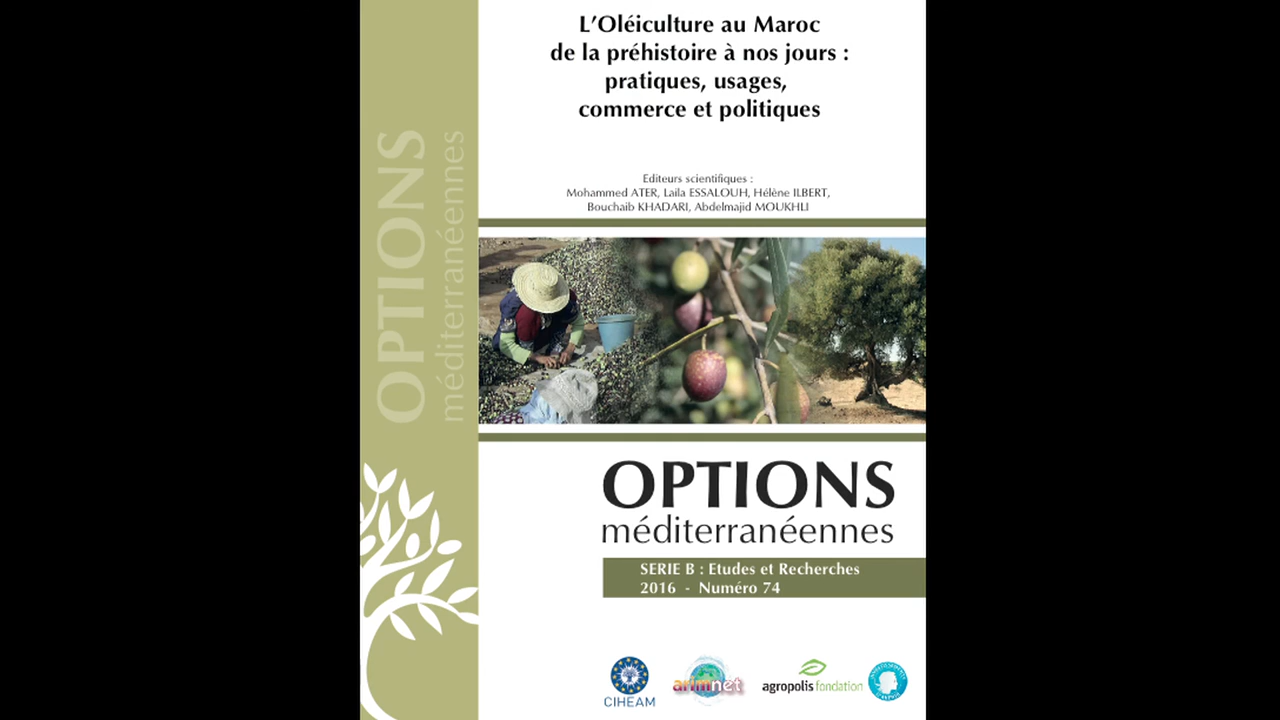 L'Oléiculture au Maroc
de la préhistoire à nos jours :
pratiques, usages,
commerce et politiques
Editeurs scientifiques :
Mohammed ATER, Laila ESSALOUH, Hélène ILBERT,
Bouchaib KHADARI, Abdelmajid MOUKHLI
OPTIONS
méditerranéennes
OPTIONS
méditerranéennes
SERIE B : Etudes et Recherches
2016 - Numéro 74
CIHEAM
arimnet
agropolis fondation